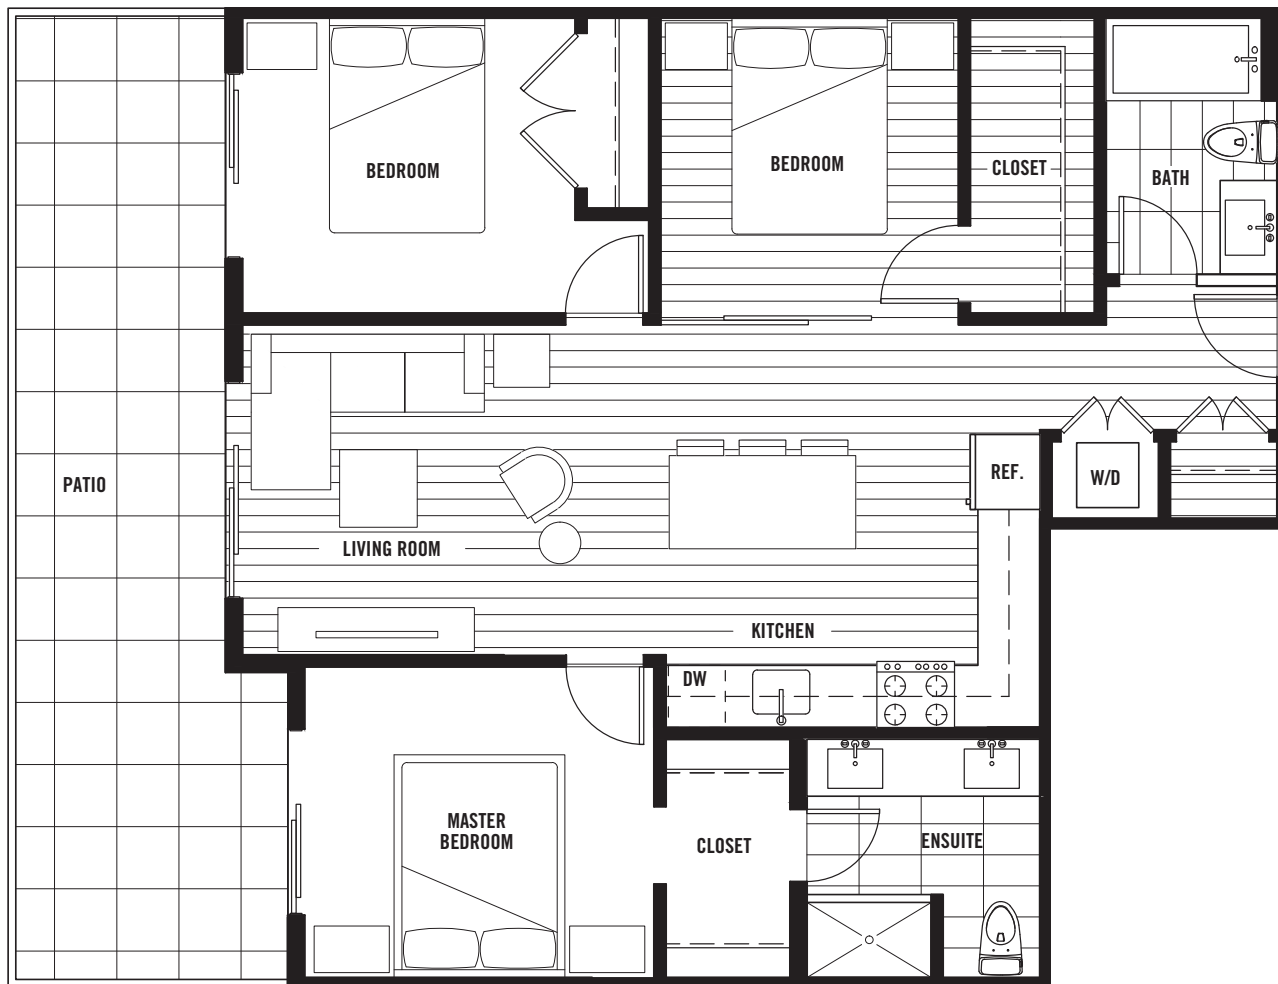 BEDROOM
BEDROOM
CLOSET
BATH
PATIO
REF.
W/D
LIVING ROOM
KITCHEN
DW
MASTER
BEDROOM
CLOSET
ENSUITE